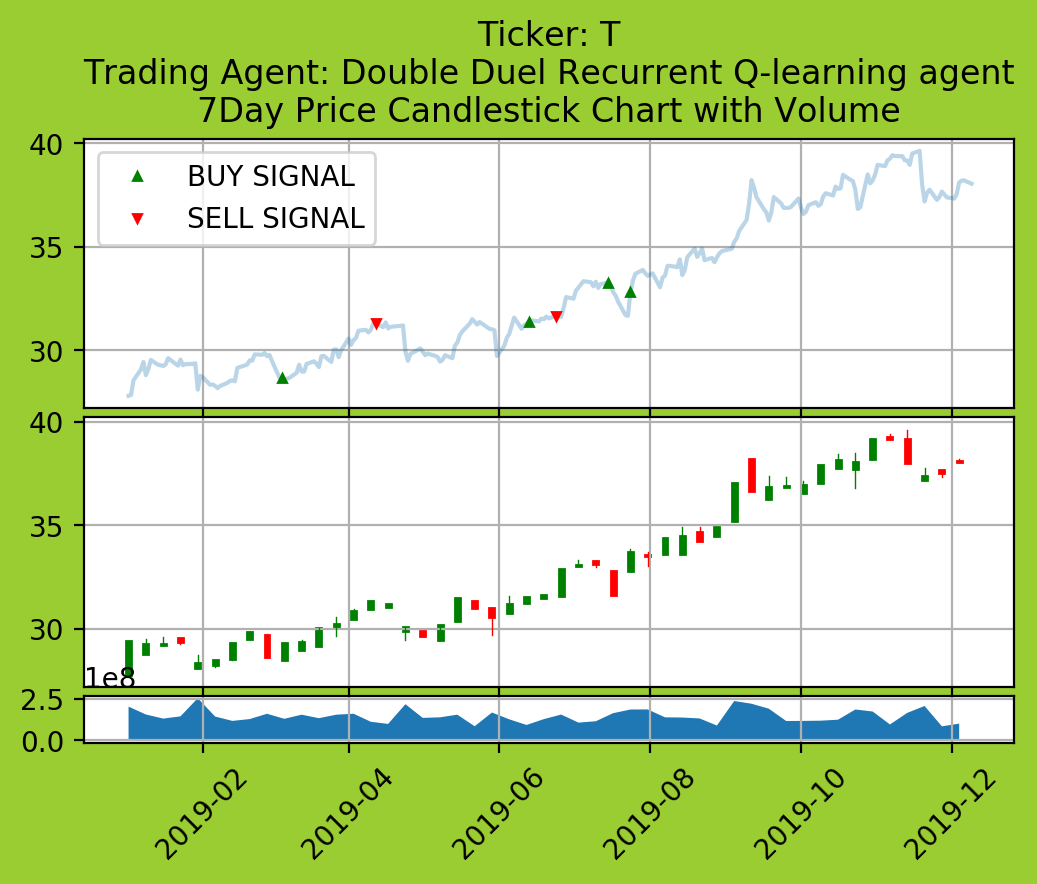 Ticker: T
Trading Agent: Double Duel Recurrent Q-learning agent
7Day Price Candlestick Chart with Volume
40
BUY SIGNAL
SELL SIGNAL
35
30
40
35
30
1e8
2.5
0.0
2019-02
2019-04
2019-06
2019-08
2019-10
2019-12